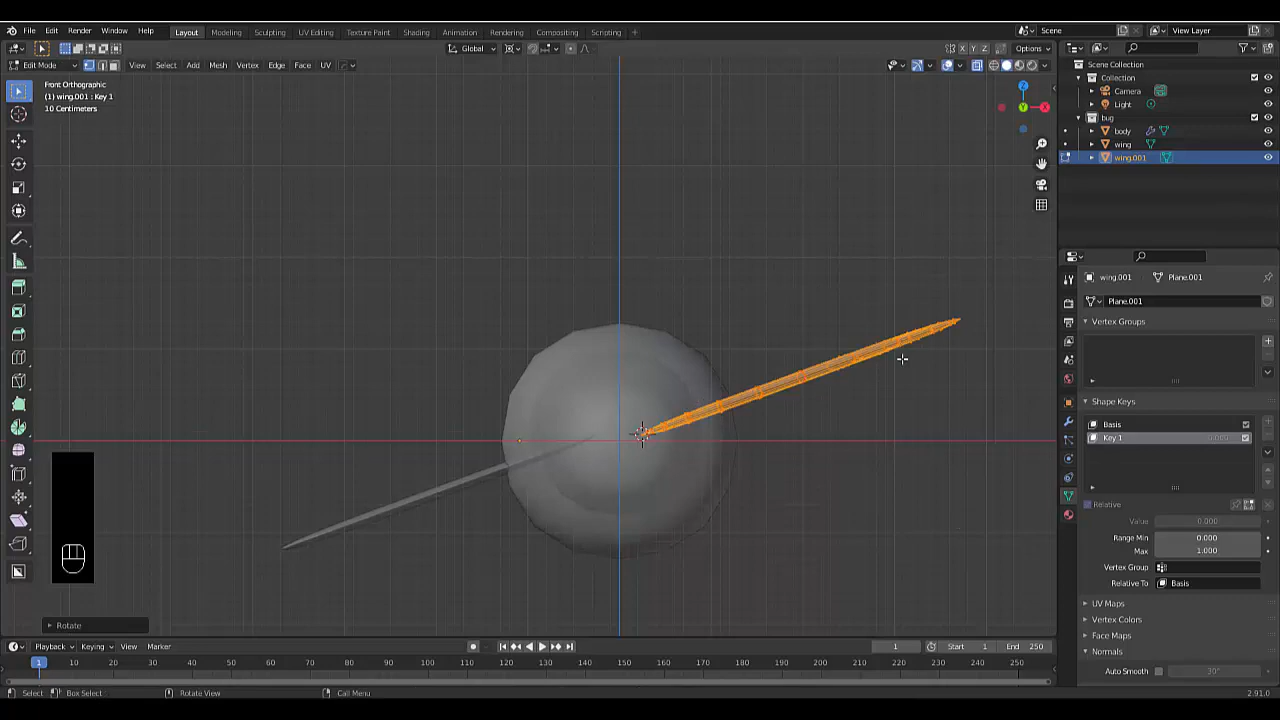 File Edit Render Window Help Layout Modeling Sculpting UV Editing Texture Paint Shading Animation Rendering Compositing Scripting + Scene View Layer
Global X Y Z Options
Edit Mode View Select Add Mesh Vertex Edge Face UV
Front Orthographic
(1) wing.001 : Key 1
10 Centimeters
Z
Y X
Rotate
Scene Collection
Collection
Camera
Light
bug
body
wing
wing.001
wing.001 Plane.001
Plane.001
Vertex Groups
Shape Keys
Basis
Key 1 0.000
Relative
Value 0.000
Range Min 0.000
Max 1.000
Vertex Group
Relative To Basis
UV Maps
Vertex Colors
Face Maps
Normals
Auto Smooth 30°
Playback Keying View Marker 1 Start 1 End 250
1 10 20 30 40 50 60 70 80 90 100 110 120 130 140 150 160 170 180 190 200 210 220 230 240 250
Select Box Select Rotate View Call Menu 2.91.0